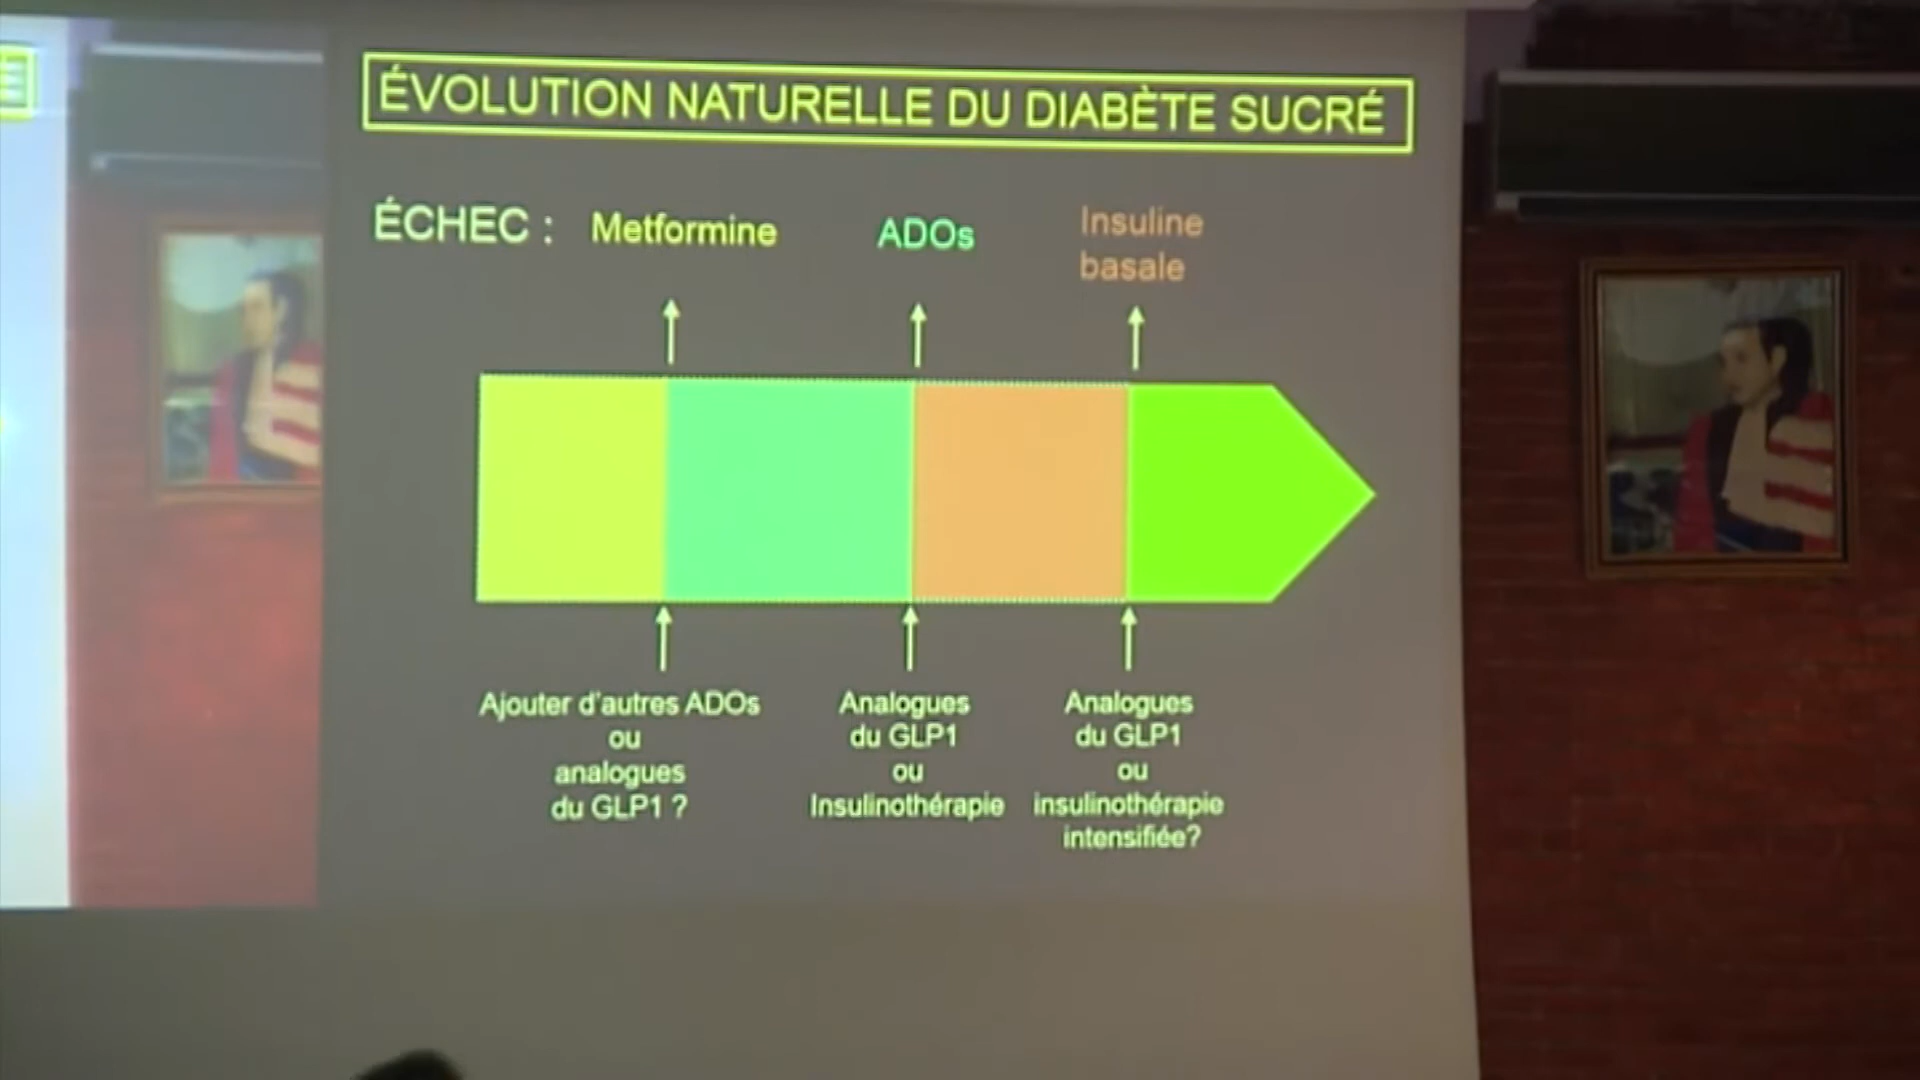 ÉVOLUTION NATURELLE DU DIABÈTE SUCRÉ
ÉCHEC :
Metformine
ADOs
Insuline
basale
Ajouter d'autres ADOs
ou
analogues
du GLP1 ?
Analogues
du GLP1
ou
Insulinothérapie
Analogues
du GLP1
ou
insulinothérapie
intensifiée?